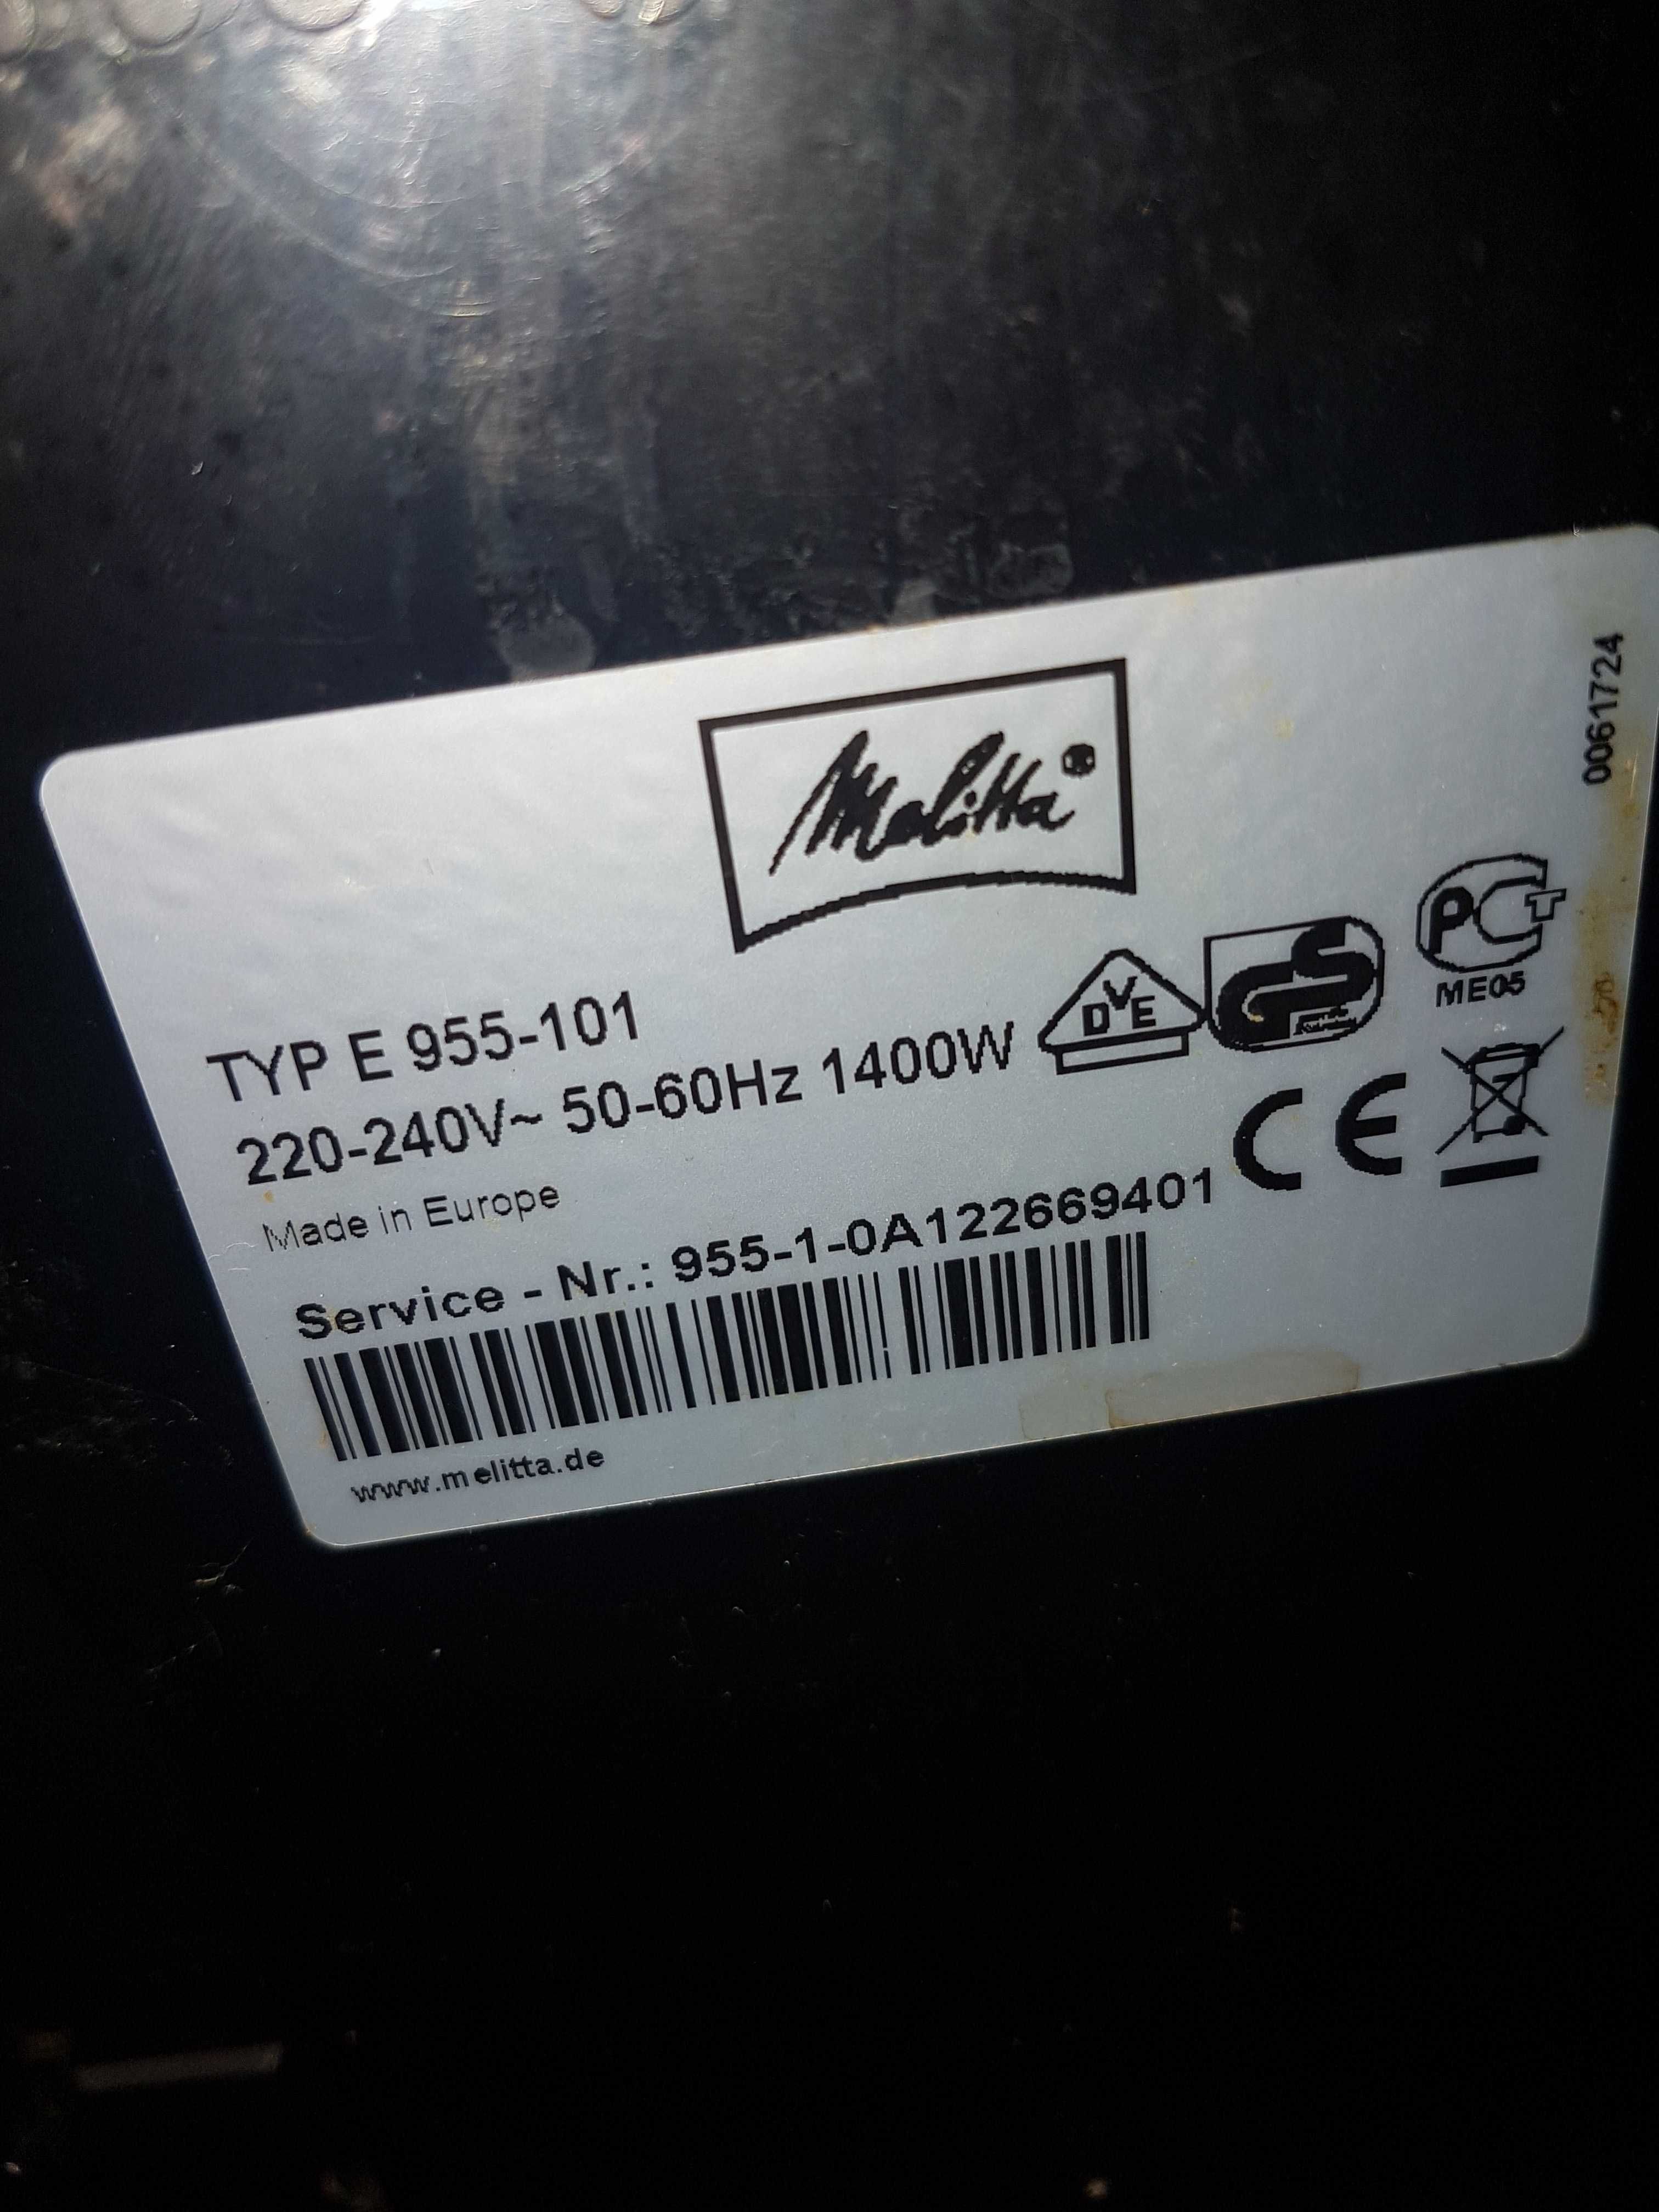 0061724
Melitta®
TYP E 955-101
220-240V~ 50-60Hz 1400W
DVE
GS
PCT
ME05
Made in Europe
CE
Service - Nr.: 955-1-0A122669401
www.melitta.de